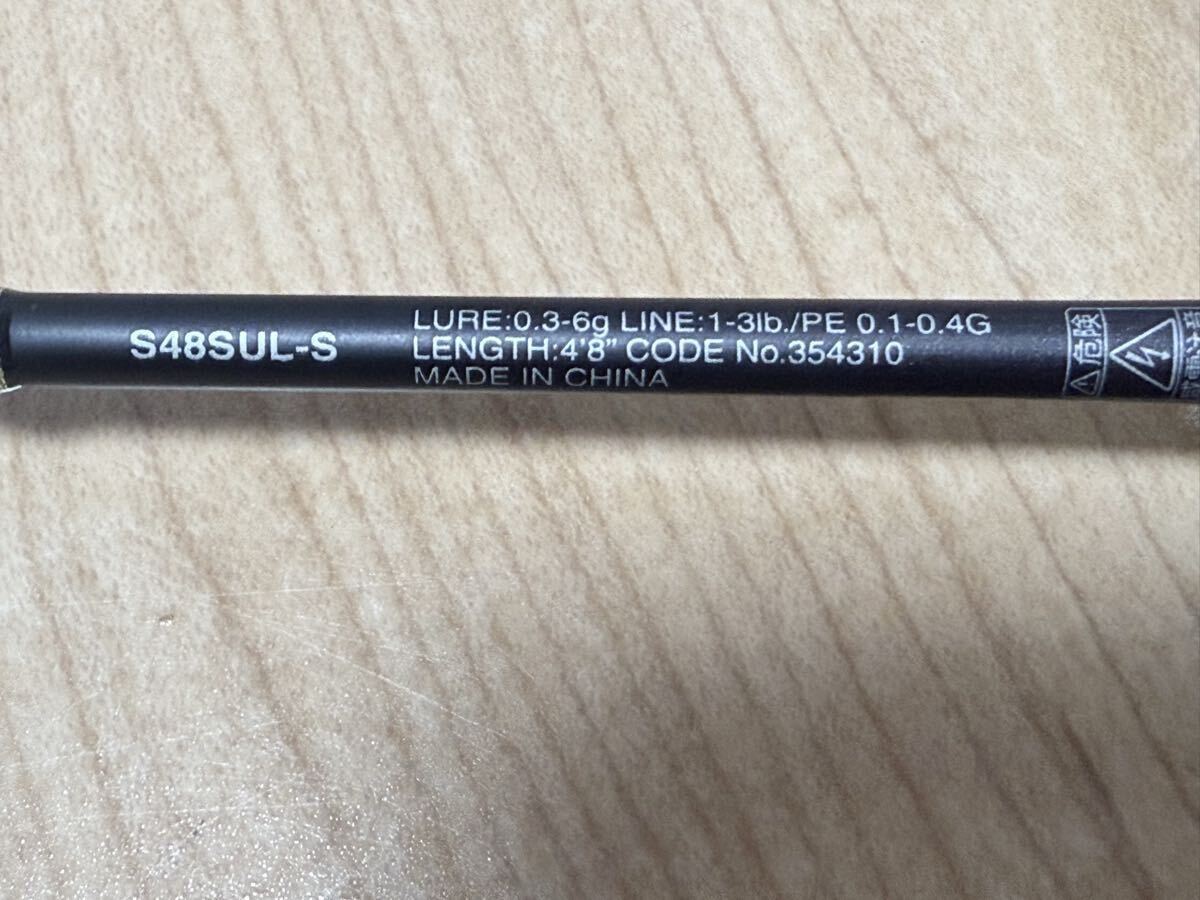 S48SUL-S
LURE:0.3-6g LINE:1-3lb./PE 0.1-0.4G
LENGTH:4'8" CODE No.354310
MADE IN CHINA
危険